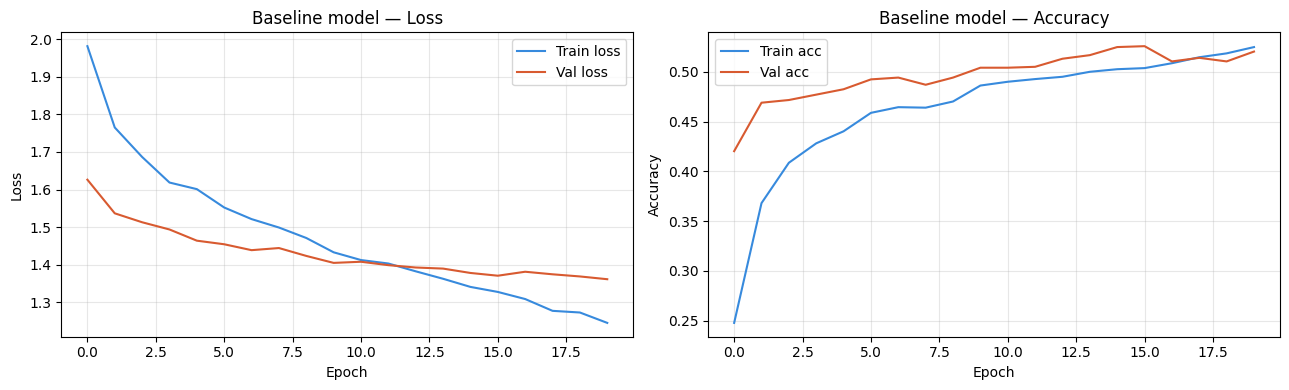 Baseline model — Loss
2.0
1.9
1.8
1.7
1.6
1.5
1.4
1.3
Loss
Train loss
Val loss
0.0 2.5 5.0 7.5 10.0 12.5 15.0 17.5
Epoch
Baseline model — Accuracy
0.50
0.45
0.40
0.35
0.30
0.25
Accuracy
Train acc
Val acc
0.0 2.5 5.0 7.5 10.0 12.5 15.0 17.5
Epoch